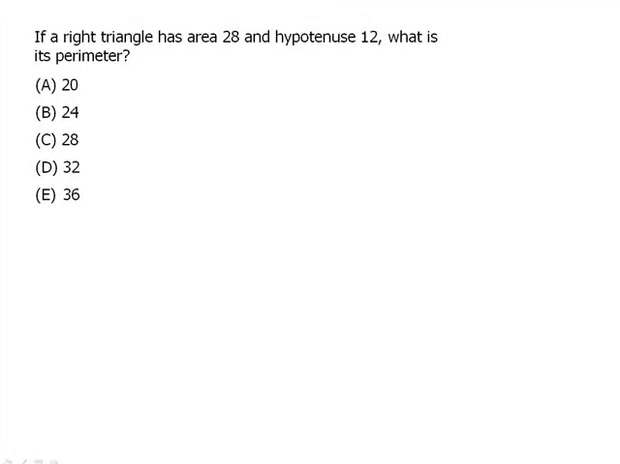 If a right triangle has area 28 and hypotenuse 12, what is
its perimeter?
(A) 20
(B) 24
(C) 28
(D) 32
(E) 36